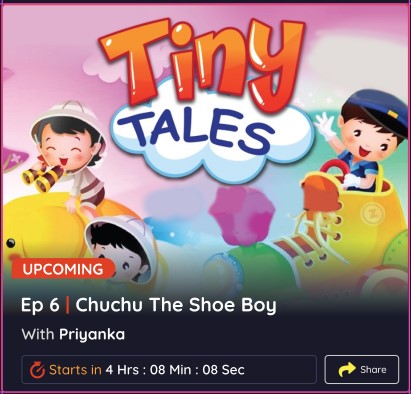 Tiny
TALES
UPCOMING
Ep 6 | Chuchu The Shoe Boy
With Priyanka
Starts in 4 Hrs : 08 Min : 08 Sec
Share